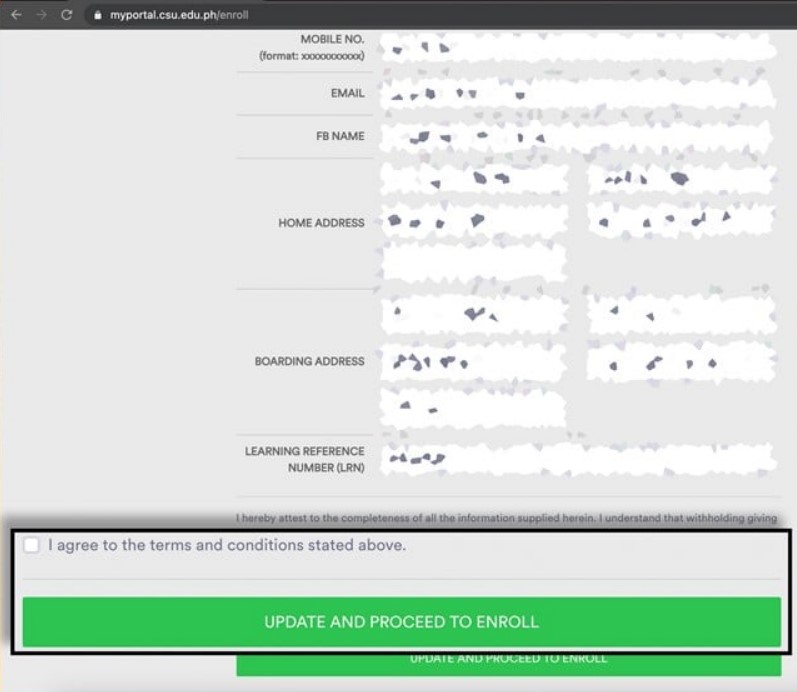 myportal.csu.edu.ph/enroll
MOBILE NO.
(format: xxxxxxxxxxx)
EMAIL
FB NAME
HOME ADDRESS
BOARDING ADDRESS
LEARNING REFERENCE
NUMBER (LRN)
I hereby attest to the completeness of all the information supplied herein. I understand that withholding giving
I agree to the terms and conditions stated above.
UPDATE AND PROCEED TO ENROLL
UPDATE AND PROCEED TO ENROLL